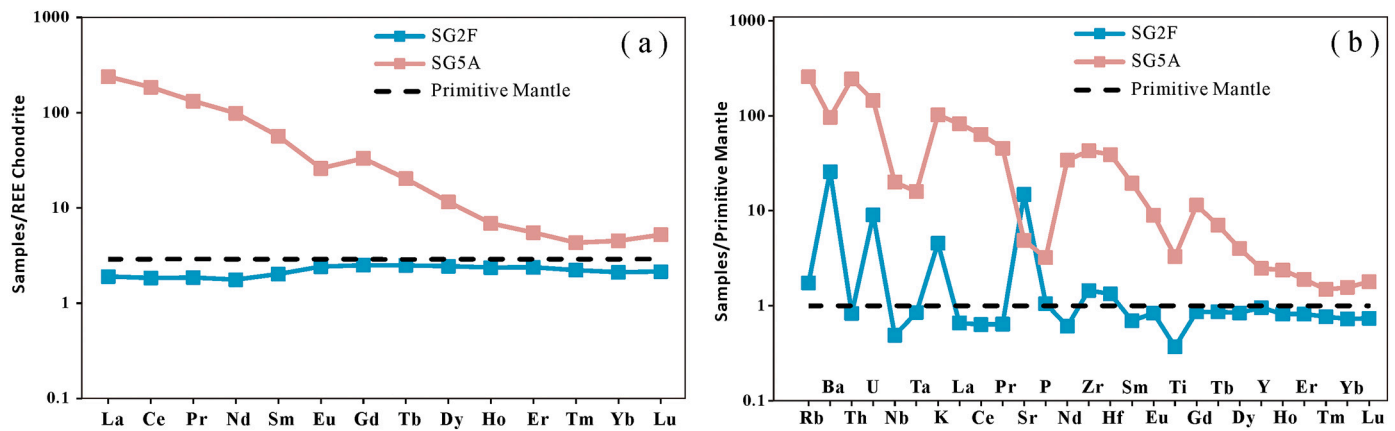 1000
100
10
1
0.1
Samples/REE Chondrite
SG2F
SG5A
Primitive Mantle
( a )
La Ce Pr Nd Sm Eu Gd Tb Dy Ho Er Tm Yb Lu
1000
100
10
1
0.1
Samples/Primitive Mantle
SG2F
SG5A
Primitive Mantle
( b )
Ba U Ta La Pr P Zr Sm Ti Tb Y Er Yb
Rb Th Nb K Ce Sr Nd Hf Eu Gd Dy Ho Tm Lu